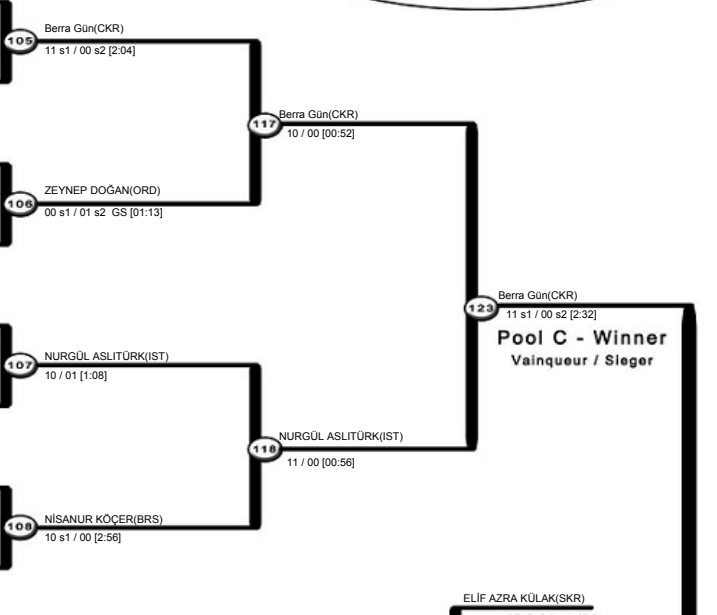 Berra Gün(CKR)
105
11 s1 / 00 s2 [2:04]
Berra Gün(CKR)
117
10 / 00 [00:52]
ZEYNEP DOĞAN(ORD)
106
00 s1 / 01 s2 GS [01:13]
Berra Gün(CKR)
123
11 s1 / 00 s2 [2:32]
Pool C - Winner
Vainqueur / Sieger
NURGÜL ASLITÜRK(IST)
107
10 / 01 [1:08]
NURGÜL ASLITÜRK(IST)
118
11 / 00 [00:56]
NİSANUR KÖÇER(BRS)
108
10 s1 / 00 [2:56]
ELİF AZRA KÜLAK(SKR)